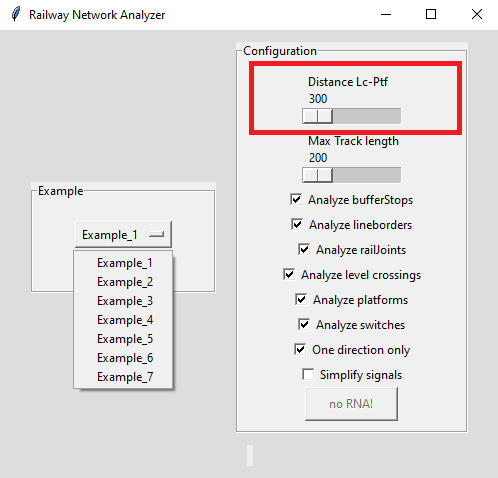 Railway Network Analyzer
Configuration
Distance Lc-Ptf
300
Max Track length
200
Analyze bufferStops
Analyze lineborders
Analyze railJoints
Analyze level crossings
Analyze platforms
Analyze switches
One direction only
Simplify signals
no RNA!
Example
Example_1
Example_1
Example_2
Example_3
Example_4
Example_5
Example_6
Example_7